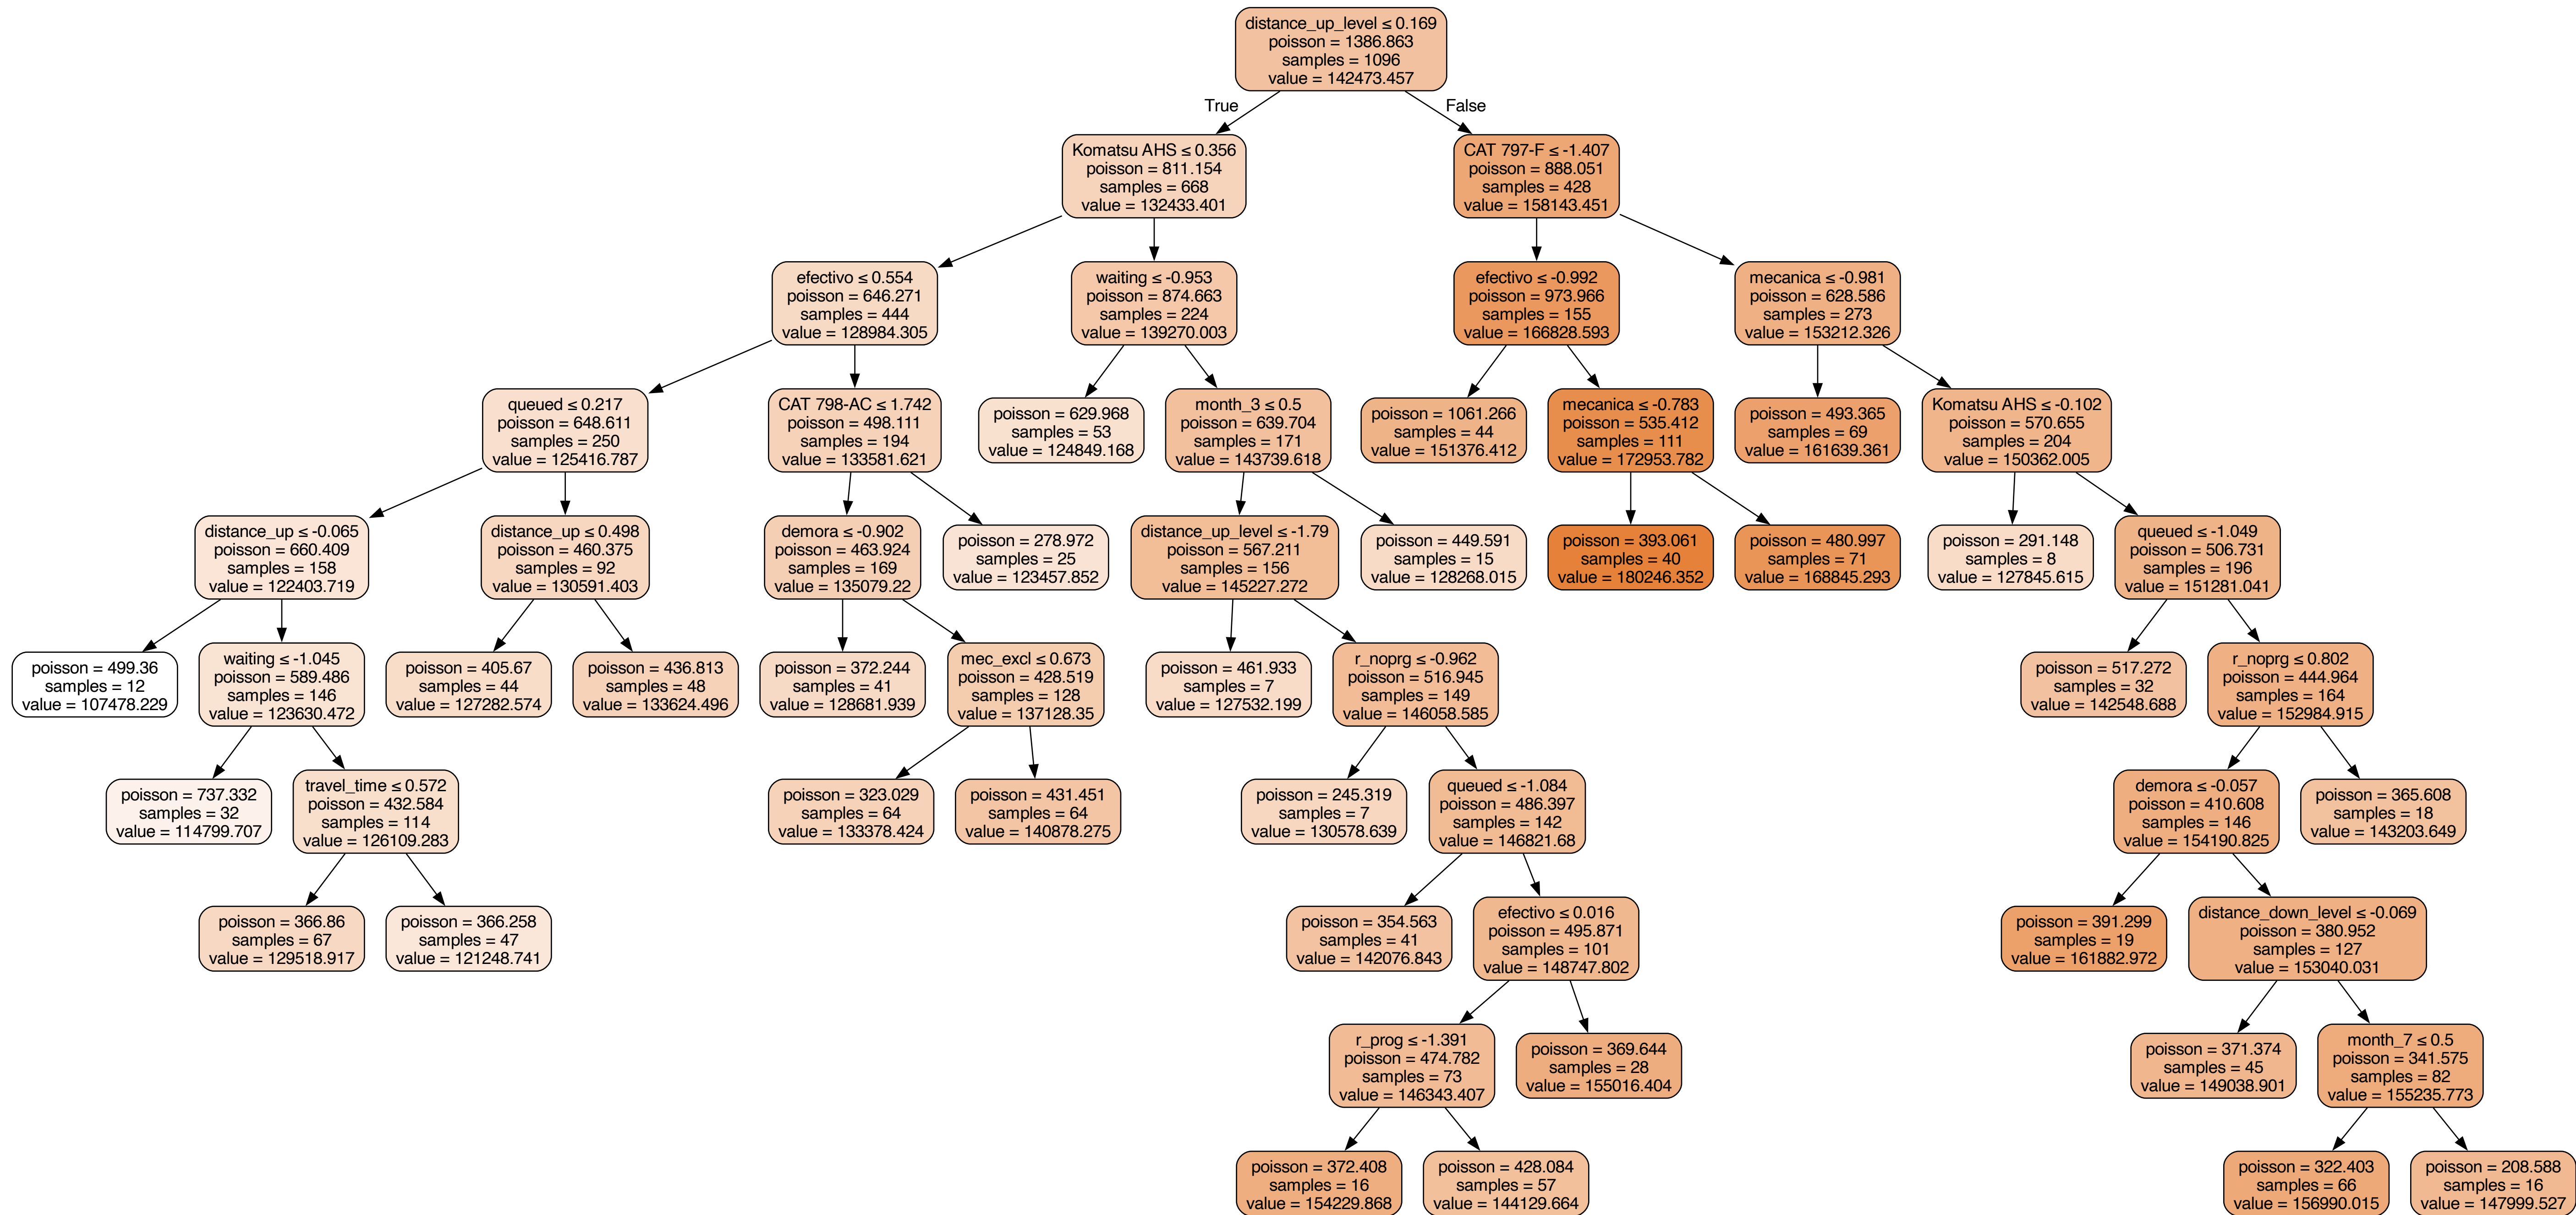 distance_up_level ≤ 0.169
poisson = 1386.863
samples = 1096
value = 142473.457
True
False
Komatsu AHS ≤ 0.356
poisson = 811.154
samples = 668
value = 132433.401
CAT 797-F ≤ -1.407
poisson = 888.051
samples = 428
value = 158143.451
efectivo ≤ 0.554
poisson = 646.271
samples = 444
value = 128984.305
waiting ≤ -0.953
poisson = 874.663
samples = 224
value = 139270.003
efectivo ≤ -0.992
poisson = 973.966
samples = 155
value = 166828.593
mecanica ≤ -0.981
poisson = 628.586
samples = 273
value = 153212.326
queued ≤ 0.217
poisson = 648.611
samples = 250
value = 125416.787
CAT 798-AC ≤ 1.742
poisson = 498.111
samples = 194
value = 133581.621
poisson = 629.968
samples = 53
value = 124849.168
month_3 ≤ 0.5
poisson = 639.704
samples = 171
value = 143739.618
poisson = 1061.266
samples = 44
value = 151376.412
mecanica ≤ -0.783
poisson = 535.412
samples = 111
value = 172953.782
poisson = 493.365
samples = 69
value = 161639.361
Komatsu AHS ≤ -0.102
poisson = 570.655
samples = 204
value = 150362.005
distance_up ≤ -0.065
poisson = 660.409
samples = 158
value = 122403.719
distance_up ≤ 0.498
poisson = 460.375
samples = 92
value = 130591.403
demora ≤ -0.902
poisson = 463.924
samples = 169
value = 135079.22
poisson = 278.972
samples = 25
value = 123457.852
distance_up_level ≤ -1.79
poisson = 567.211
samples = 156
value = 145227.272
poisson = 449.591
samples = 15
value = 128268.015
poisson = 393.061
samples = 40
value = 180246.352
poisson = 480.997
samples = 71
value = 168845.293
poisson = 291.148
samples = 8
value = 127845.615
queued ≤ -1.049
poisson = 506.731
samples = 196
value = 151281.041
poisson = 499.36
samples = 12
value = 107478.229
waiting ≤ -1.045
poisson = 589.486
samples = 146
value = 123630.472
poisson = 405.67
samples = 44
value = 127282.574
poisson = 436.813
samples = 48
value = 133624.496
poisson = 372.244
samples = 41
value = 128681.939
mec_excl ≤ 0.673
poisson = 428.519
samples = 128
value = 137128.35
poisson = 461.933
samples = 7
value = 127532.199
r_noprg ≤ -0.962
poisson = 516.945
samples = 149
value = 146058.585
poisson = 517.272
samples = 32
value = 142548.688
r_noprg ≤ 0.802
poisson = 444.964
samples = 164
value = 152984.915
poisson = 737.332
samples = 32
value = 114799.707
travel_time ≤ 0.572
poisson = 432.584
samples = 114
value = 126109.283
poisson = 323.029
samples = 64
value = 133378.424
poisson = 431.451
samples = 64
value = 140878.275
poisson = 245.319
samples = 7
value = 130578.639
queued ≤ -1.084
poisson = 486.397
samples = 142
value = 146821.68
demora ≤ -0.057
poisson = 410.608
samples = 146
value = 154190.825
poisson = 365.608
samples = 18
value = 143203.649
poisson = 366.86
samples = 67
value = 129518.917
poisson = 366.258
samples = 47
value = 121248.741
poisson = 354.563
samples = 41
value = 142076.843
efectivo ≤ 0.016
poisson = 495.871
samples = 101
value = 148747.802
poisson = 391.299
samples = 19
value = 161882.972
distance_down_level ≤ -0.069
poisson = 380.952
samples = 127
value = 153040.031
r_prog ≤ -1.391
poisson = 474.782
samples = 73
value = 146343.407
poisson = 369.644
samples = 28
value = 155016.404
poisson = 371.374
samples = 45
value = 149038.901
month_7 ≤ 0.5
poisson = 341.575
samples = 82
value = 155235.773
poisson = 372.408
samples = 16
value = 154229.868
poisson = 428.084
samples = 57
value = 144129.664
poisson = 322.403
samples = 66
value = 156990.015
poisson = 208.588
samples = 16
value = 147999.527